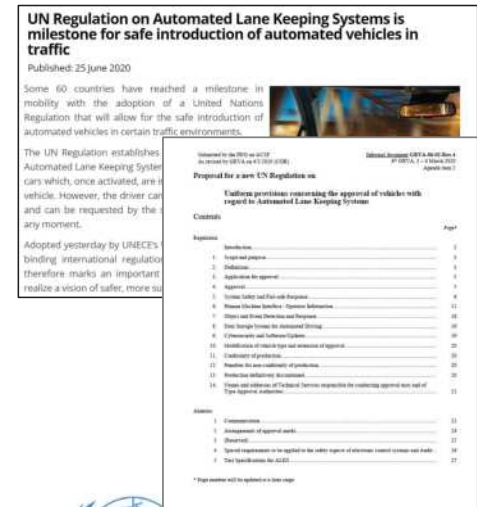 UN Regulation on Automated Lane Keeping Systems is
milestone for safe introduction of automated vehicles in
traffic
Published: 25 June 2020
Some 60 countries have reached a milestone in
mobility with the adoption of a United Nations
Regulation that will allow for the safe introduction of
automated vehicles in certain traffic environments.
The UN Regulation establishes
Automated Lane Keeping System
cars which, once activated, are in
vehicle. However, the driver can
and can be requested by the s
any moment.
Adopted yesterday by UNECE's
binding international regulation
therefore marks an important
realize a vision of safer, more su
Proposal for a new UN Regulation on
Uniform provisions concerning the approval of vehicles with
regard to Automated Lane Keeping Systems
Contents
Page*
Regulation
Introduction
1. Scope and purpose
2. Definitions
3. Application for approval
4. Approval
5. System Safety and Fail-safe Response
6. Human Machine Interface / Operator Information
7. Object and Event Detection and Response
8. Data Storage System for Automated Driving
9. Cybersecurity and Software-Updates
10. Modification of vehicle type and extension of approval
11. Conformity of production
12. Penalties for non-conformity of production
13. Production definitively discontinued
14. Names and addresses of Technical Services responsible for conducting approval tests and of
Type Approval Authorities
Annexes
1 Communication
2 Arrangements of approval marks
3 (Reserved)
4 Special requirements to be applied to the safety aspects of electronic control systems and Audit
5 Test Specifications for ALKS
* Page number will be updated at a later stage